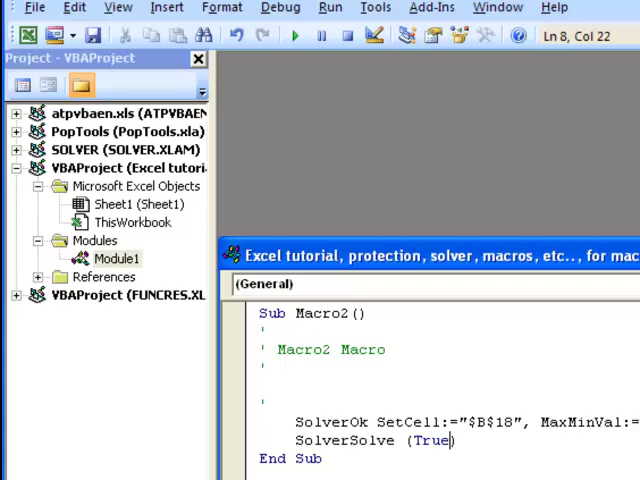 File Edit View Insert Format Debug Run Tools Add-Ins Window Help
Ln 8, Col 22
Project - VBAProject
atpvbaen.xls (ATPVBAEN
PopTools (PopTools.xla)
SOLVER (SOLVER.XLAM)
VBAProject (Excel tutori
Microsoft Excel Objects
Sheet1 (Sheet1)
ThisWorkbook
Modules
Module1
References
VBAProject (FUNCRES.XL
Excel tutorial, protection, solver, macros, etc.., for mac
(General)
Sub Macro2()
'
' Macro2 Macro
'
'
SolverOk SetCell:="$B$18", MaxMinVal:=
SolverSolve (True)
End Sub